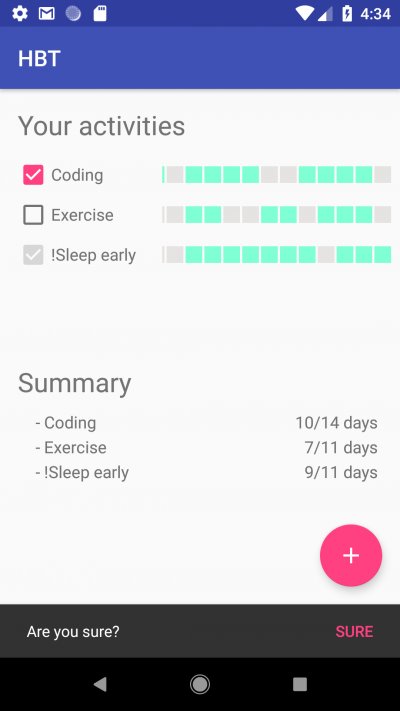 4:34
HBT
Your activities
Coding
Exercise
!Sleep early
Summary
- Coding 10/14 days
- Exercise 7/11 days
- !Sleep early 9/11 days
+
Are you sure? SURE